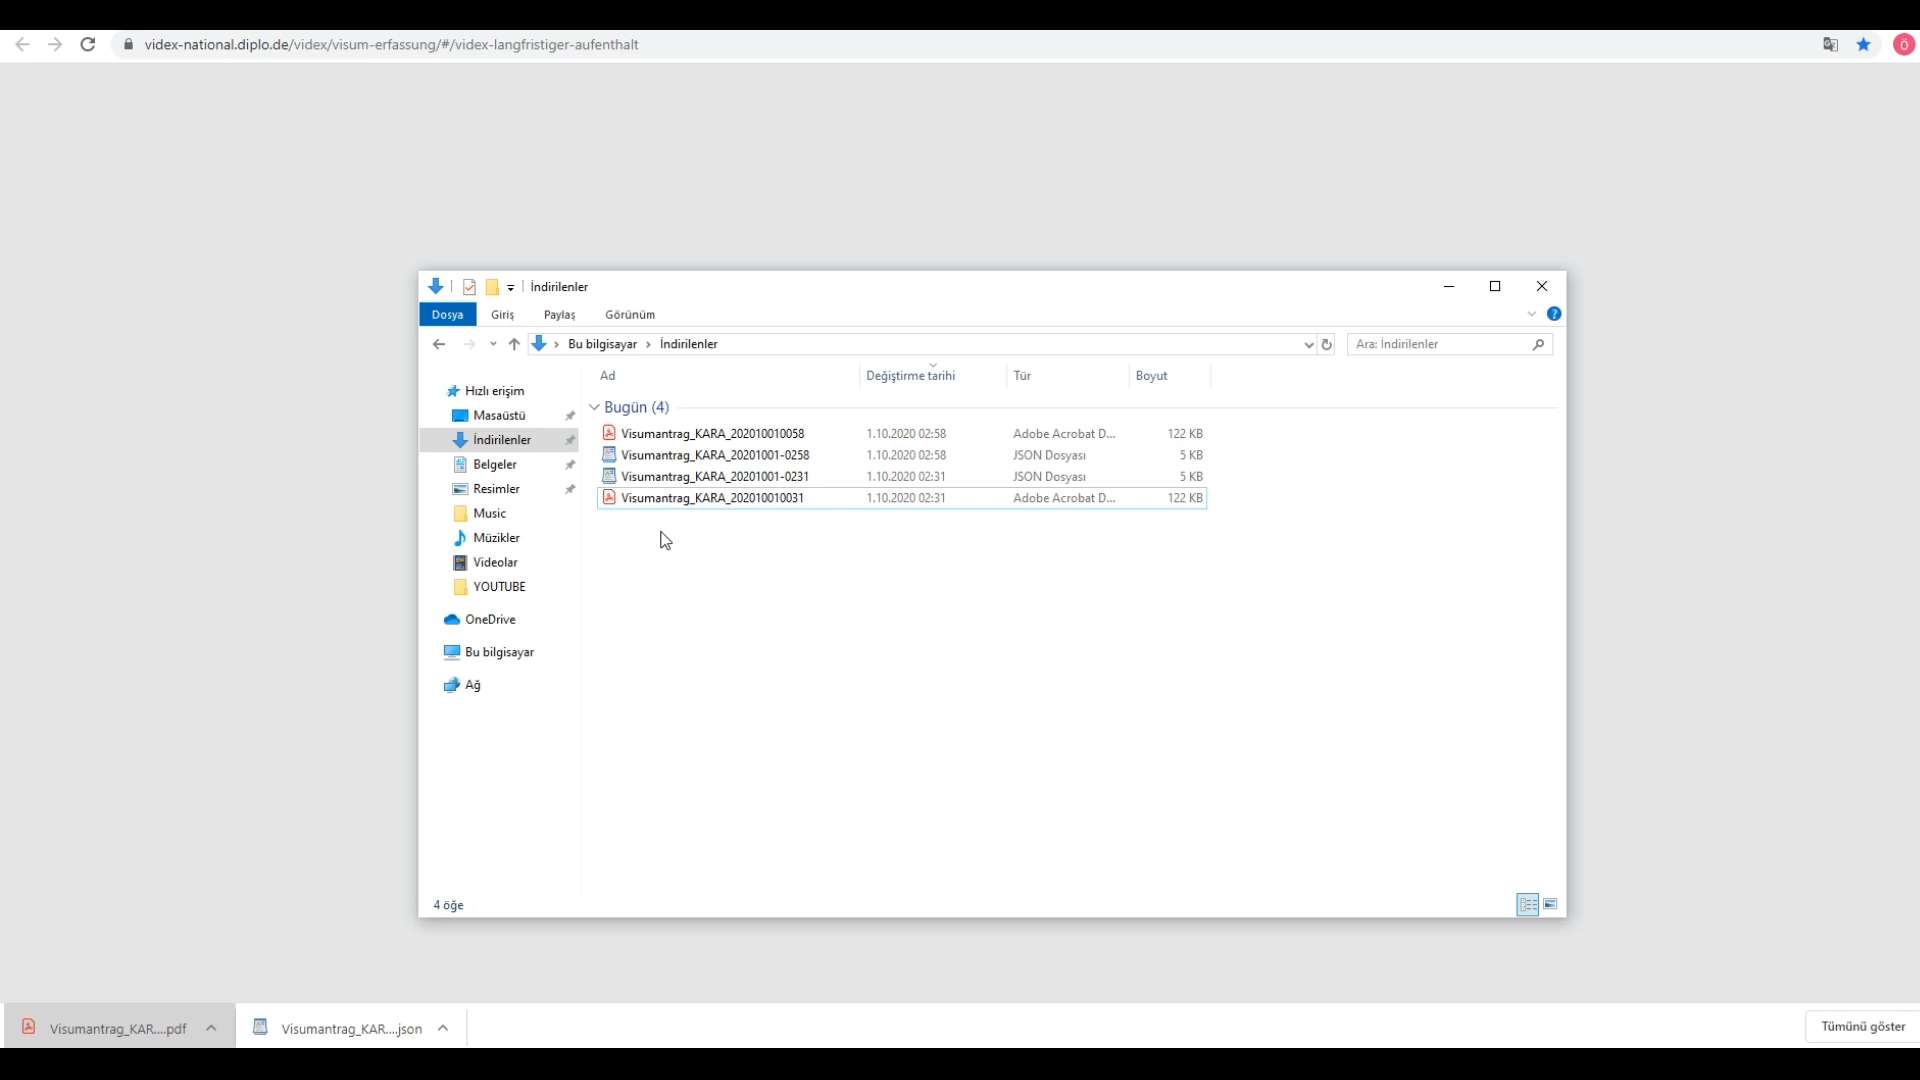 videx-national.diplo.de/videx/visum-erfassung/#/videx-langfristiger-aufenthalt
Ö
İndirilenler
Dosya Giriş Paylaş Görünüm
?
Bu bilgisayar › İndirilenler
Ara: İndirilenler
Ad Değiştirme tarihi Tür Boyut
Hızlı erişim
Masaüstü
İndirilenler
Belgeler
Resimler
Music
Müzikler
Videolar
YOUTUBE
OneDrive
Bu bilgisayar
Ağ
Bugün (4)
Visumantrag_KARA_202010010058 1.10.2020 02:58 Adobe Acrobat D... 122 KB
Visumantrag_KARA_20201001-0258 1.10.2020 02:58 JSON Dosyası 5 KB
Visumantrag_KARA_20201001-0231 1.10.2020 02:31 JSON Dosyası 5 KB
Visumantrag_KARA_202010010031 1.10.2020 02:31 Adobe Acrobat D... 122 KB
4 öğe
Visumantrag_KAR....pdf
Visumantrag_KAR....json
Tümünü göster